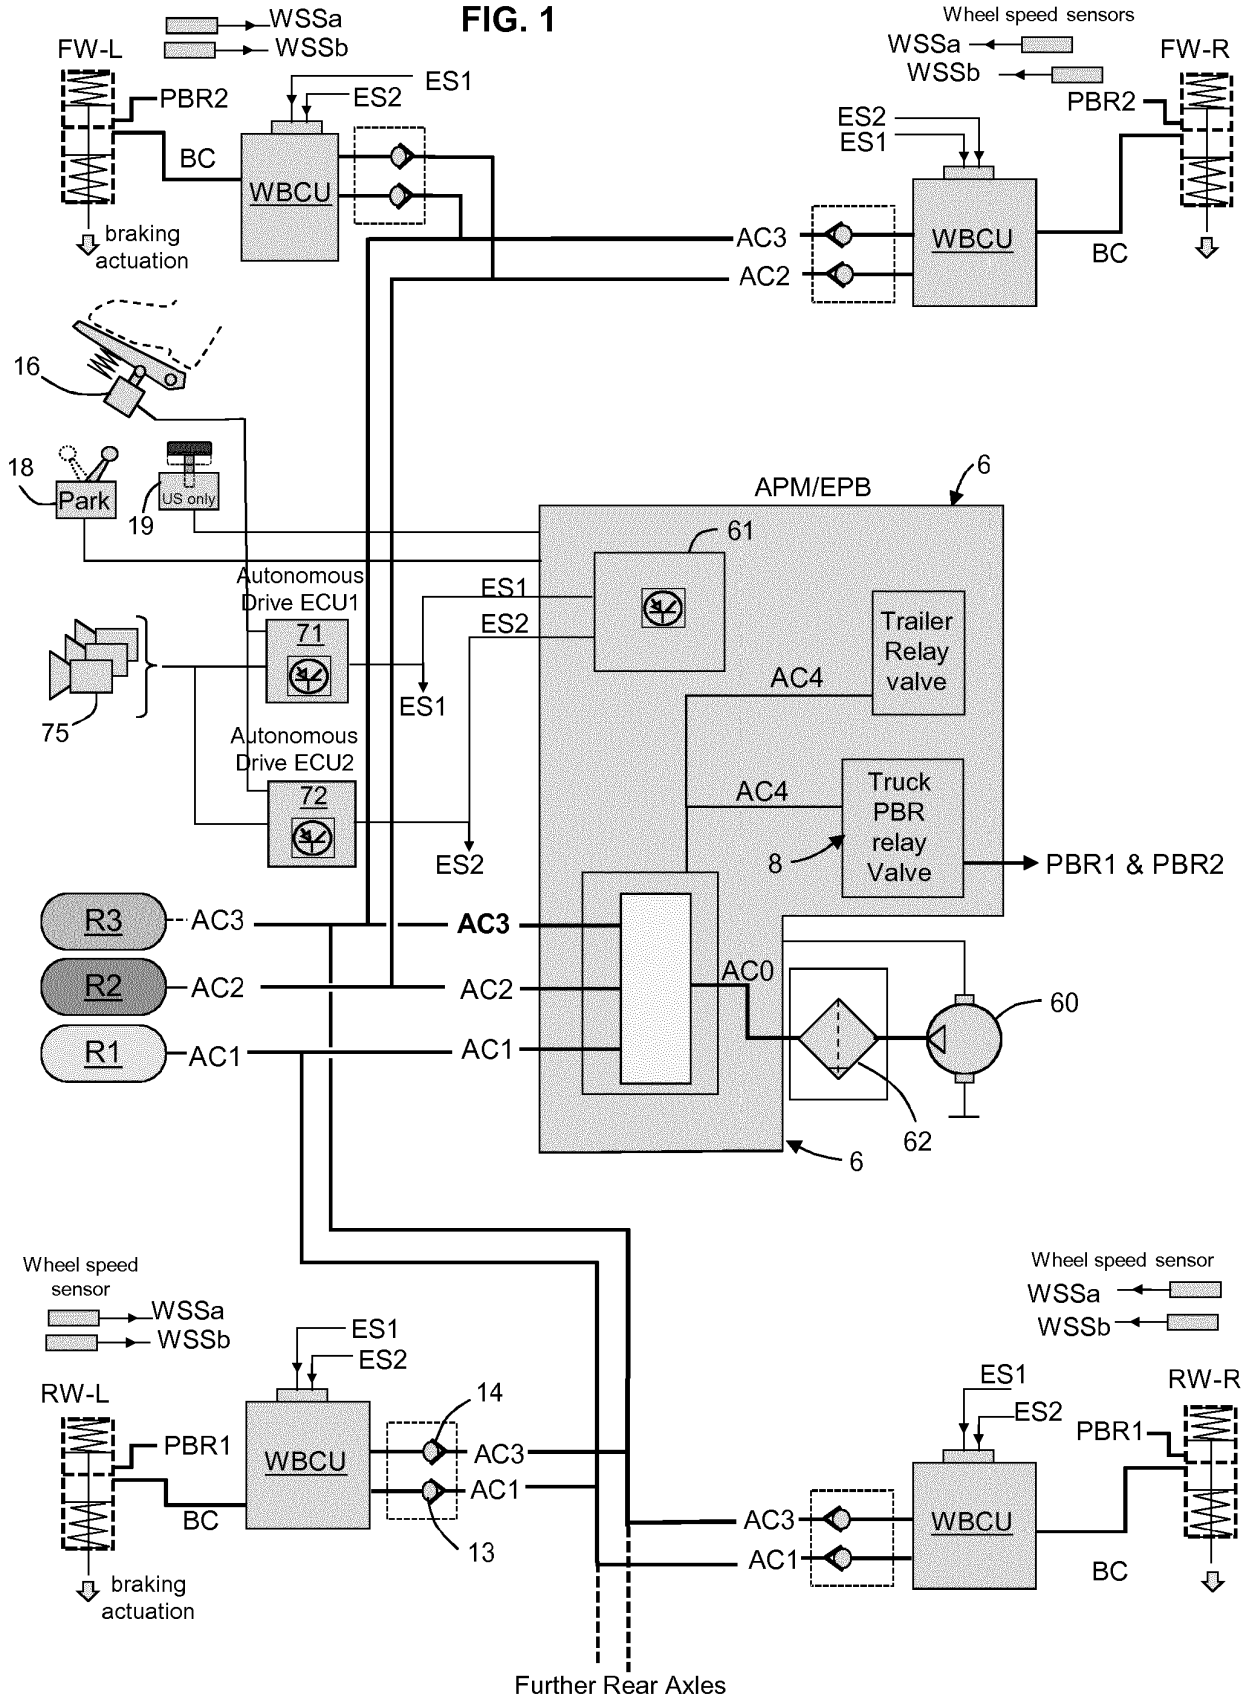 FIG. 1
WSSa
WSSb
FW-L
PBR2
ES1
ES2
BC
WBCU
braking
actuation
Wheel speed sensors
WSSa
WSSb
FW-R
PBR2
ES2
ES1
AC3
AC2
WBCU
BC
16
18
Park
19
US only
APM/EPB
6
61
Autonomous
Drive ECU1
71
ES1
ES2
ES1
75
Autonomous
Drive ECU2
72
ES2
Trailer
Relay
valve
AC4
AC4
Truck
PBR
relay
Valve
8
PBR1 & PBR2
R3
AC3
AC3
R2
AC2
AC2
R1
AC1
AC1
AC0
60
62
6
Wheel speed
sensor
WSSa
WSSb
RW-L
PBR1
ES1
ES2
BC
WBCU
14
AC3
AC1
13
braking
actuation
Wheel speed sensor
WSSa
WSSb
RW-R
PBR1
ES1
ES2
AC3
AC1
WBCU
BC
Further Rear Axles